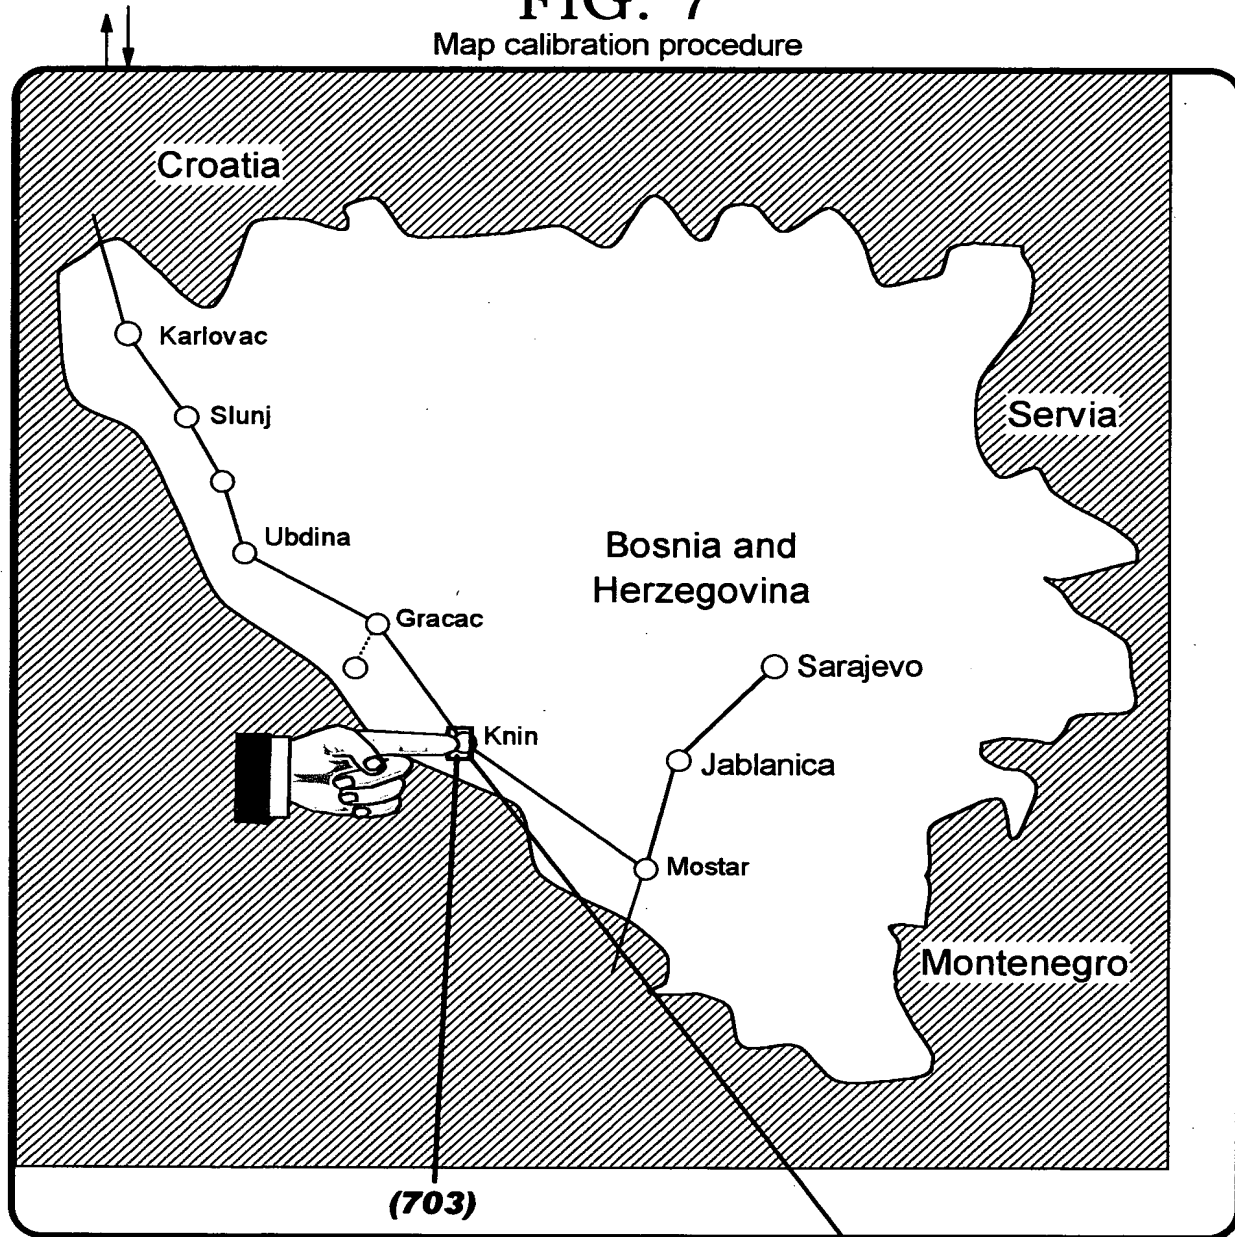 FIG. 7
Map calibration procedure
Croatia
Karlovac
Slunj
Servia
Ubdina
Bosnia and
Herzegovina
Gracac
Sarajevo
Knin
Jablanica
Mostar
Montenegro
(703)